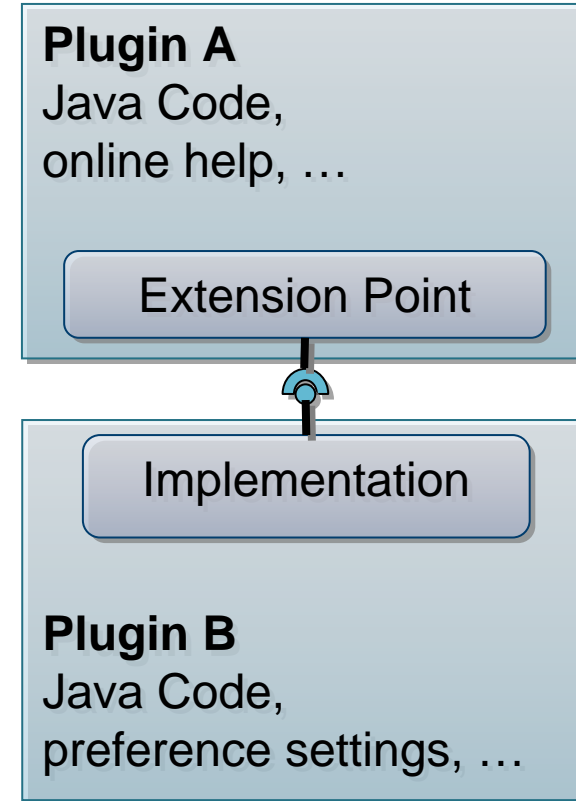 Plugin A
Java Code,
online help, …
Extension Point
Implementation
Plugin B
Java Code,
preference settings, …